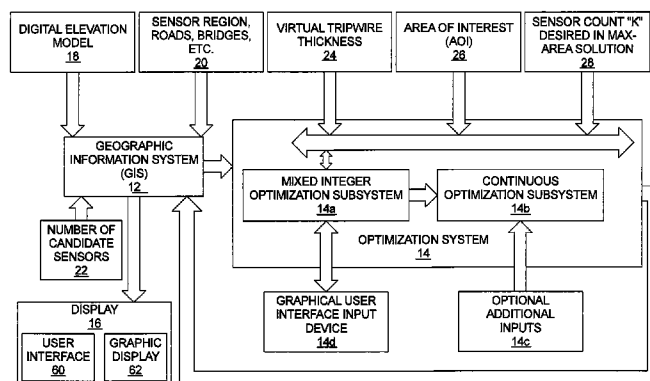 DIGITAL ELEVATION
MODEL
18
SENSOR REGION,
ROADS, BRIDGES,
ETC.
20
VIRTUAL TRIPWIRE
THICKNESS
24
AREA OF INTEREST
(AOI)
26
SENSOR COUNT "K"
DESIRED IN MAX-
AREA SOLUTION
28
GEOGRAPHIC
INFORMATION SYSTEM
(GIS)
12
MIXED INTEGER
OPTIMIZATION SUBSYSTEM
14a
CONTINUOUS
OPTIMIZATION SUBSYSTEM
14b
OPTIMIZATION SYSTEM
14
NUMBER OF
CANDIDATE
SENSORS
22
DISPLAY
16
USER
INTERFACE
60
GRAPHIC
DISPLAY
62
GRAPHICAL USER
INTERFACE INPUT
DEVICE
14d
OPTIONAL
ADDITIONAL
INPUTS
14c